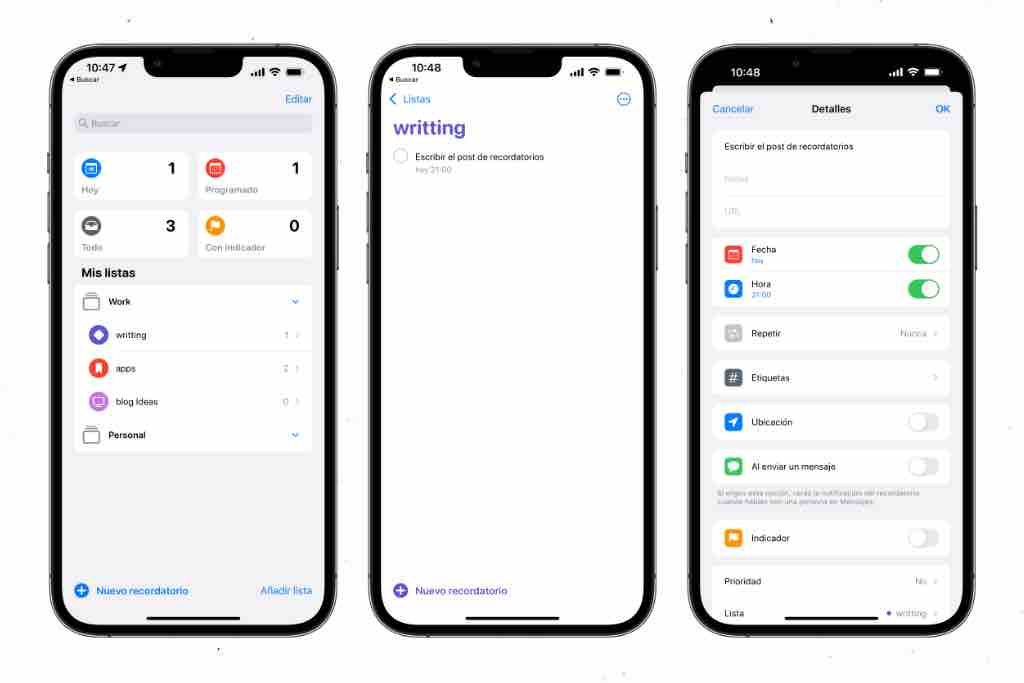 10:47
Buscar
Editar
Buscar
1
Hoy
1
Programado
3
Todo
0
Con indicador
Mis listas
Work
writting 1
apps 2
blog Ideas 0
Personal
Nuevo recordatorio Añadir lista
10:48
Buscar
Listas
writting
Escribir el post de recordatorios
hoy 21:00
Nuevo recordatorio
10:48
Cancelar Detalles OK
Escribir el post de recordatorios
Notas
URL
Fecha
hoy
Hora
21:00
Repetir Nunca
# Etiquetas
Ubicación
Al enviar un mensaje
Si eliges esta opción, verás la notificación del recordatorio
cuando hables con una persona en Mensajes.
Indicador
Prioridad No
Lista writting